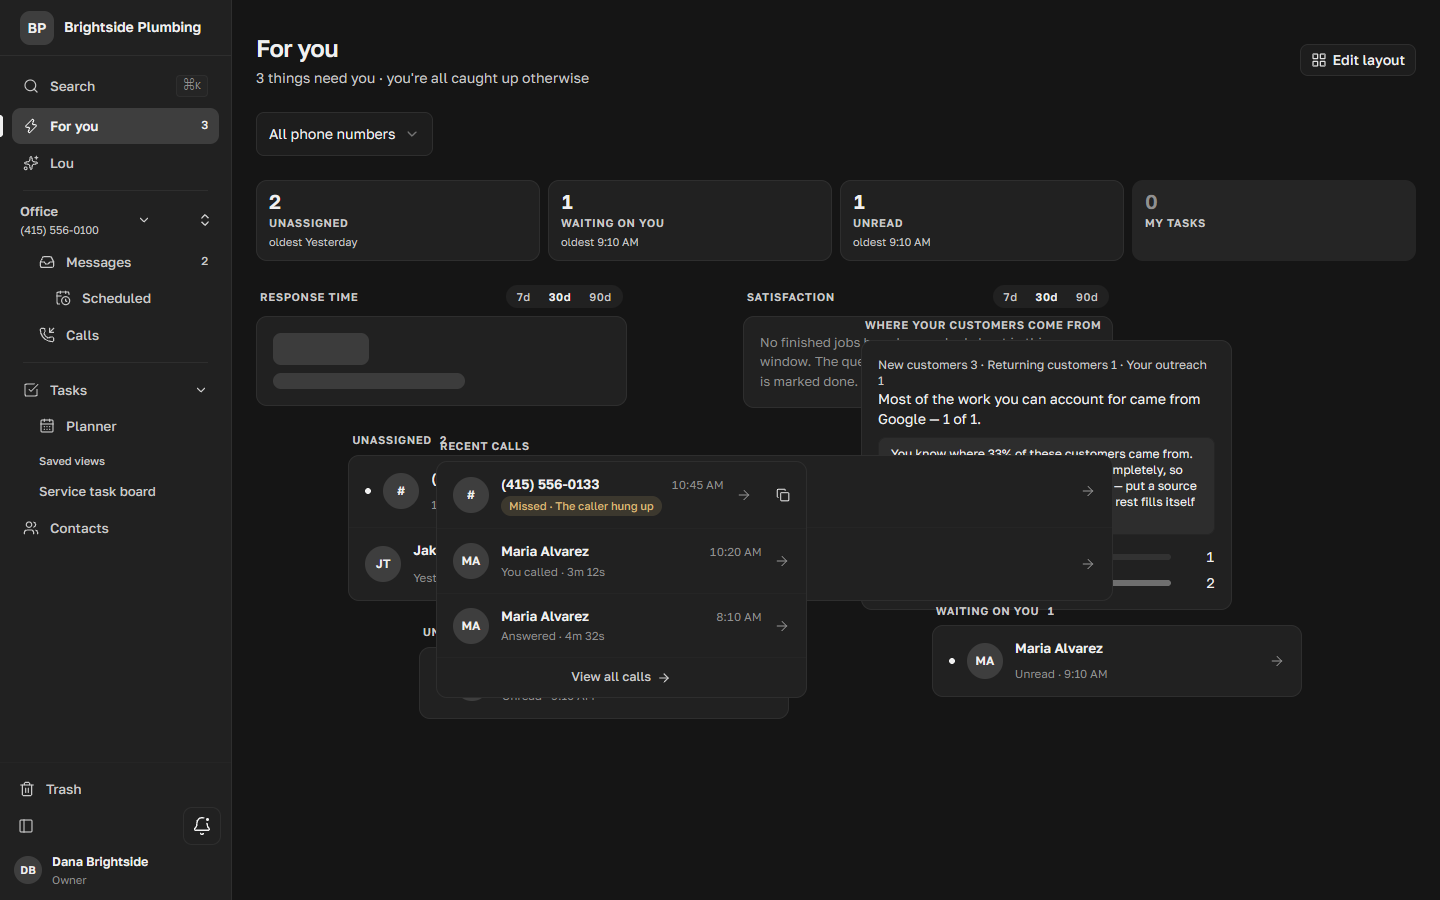 BP Brightside Plumbing
Search ⌘K
For you 3
Lou
Office
(415) 556-0100
Messages 2
Scheduled
Calls
Tasks
Planner
Saved views
Service task board
Contacts
Trash
DB Dana Brightside
Owner
For you
3 things need you · you're all caught up otherwise
Edit layout
All phone numbers
2
UNASSIGNED
oldest Yesterday
1
WAITING ON YOU
oldest 9:10 AM
1
UNREAD
oldest 9:10 AM
0
MY TASKS
RESPONSE TIME 7d 30d 90d
SATISFACTION 7d 30d 90d
No finished jobs
window. The
is marked done.
WHERE YOUR CUSTOMERS COME FROM
New customers 3 · Returning customers 1 · Your outreach
1
Most of the work you can account for came from
Google — 1 of 1.
You know where 33% of these customers came from.
so
— put a source
rest fills itself
1
2
UNASSIGNED 2
#
JT
RECENT CALLS
# (415) 556-0133 10:45 AM
Missed · The caller hung up
MA Maria Alvarez 10:20 AM
You called · 3m 12s
MA Maria Alvarez 8:10 AM
Answered · 4m 32s
View all calls
WAITING ON YOU 1
MA Maria Alvarez
Unread · 9:10 AM